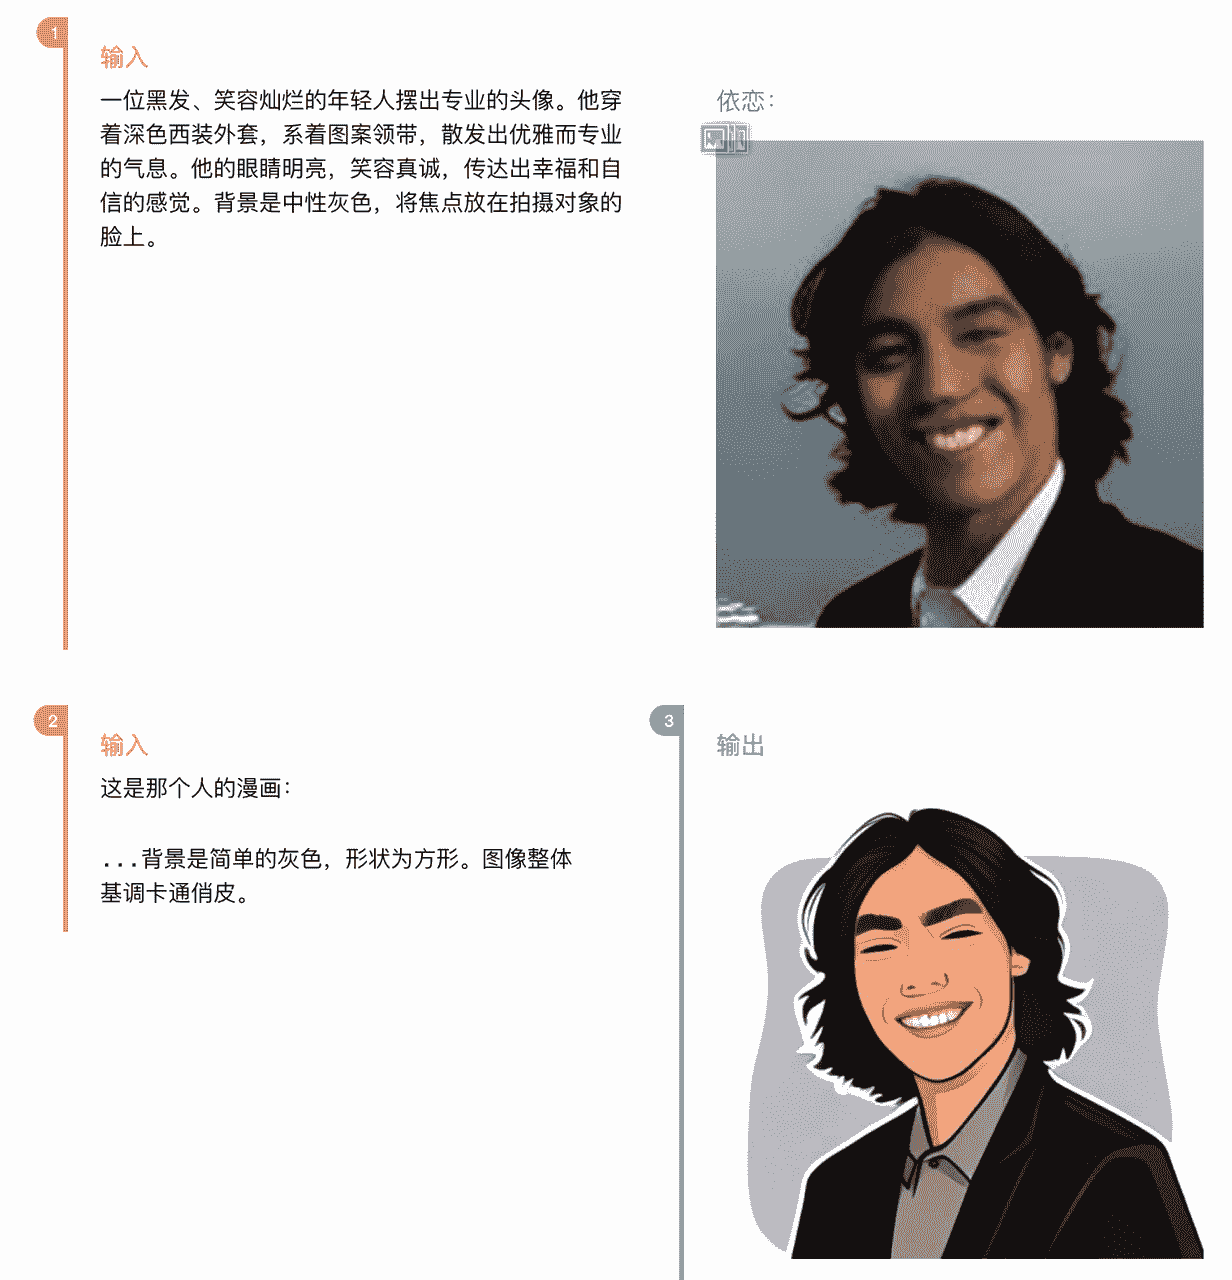 1
输入
一位黑发、笑容灿烂的年轻人摆出专业的头像。他穿
着深色西装外套，系着图案领带，散发出优雅而专业
的气息。他的眼睛明亮，笑容真诚，传达出幸福和自
信的感觉。背景是中性灰色，将焦点放在拍摄对象的
脸上。
依恋：
2
输入
这是那个人的漫画：
...背景是简单的灰色，形状为方形。图像整体
基调卡通俏皮。
3
输出